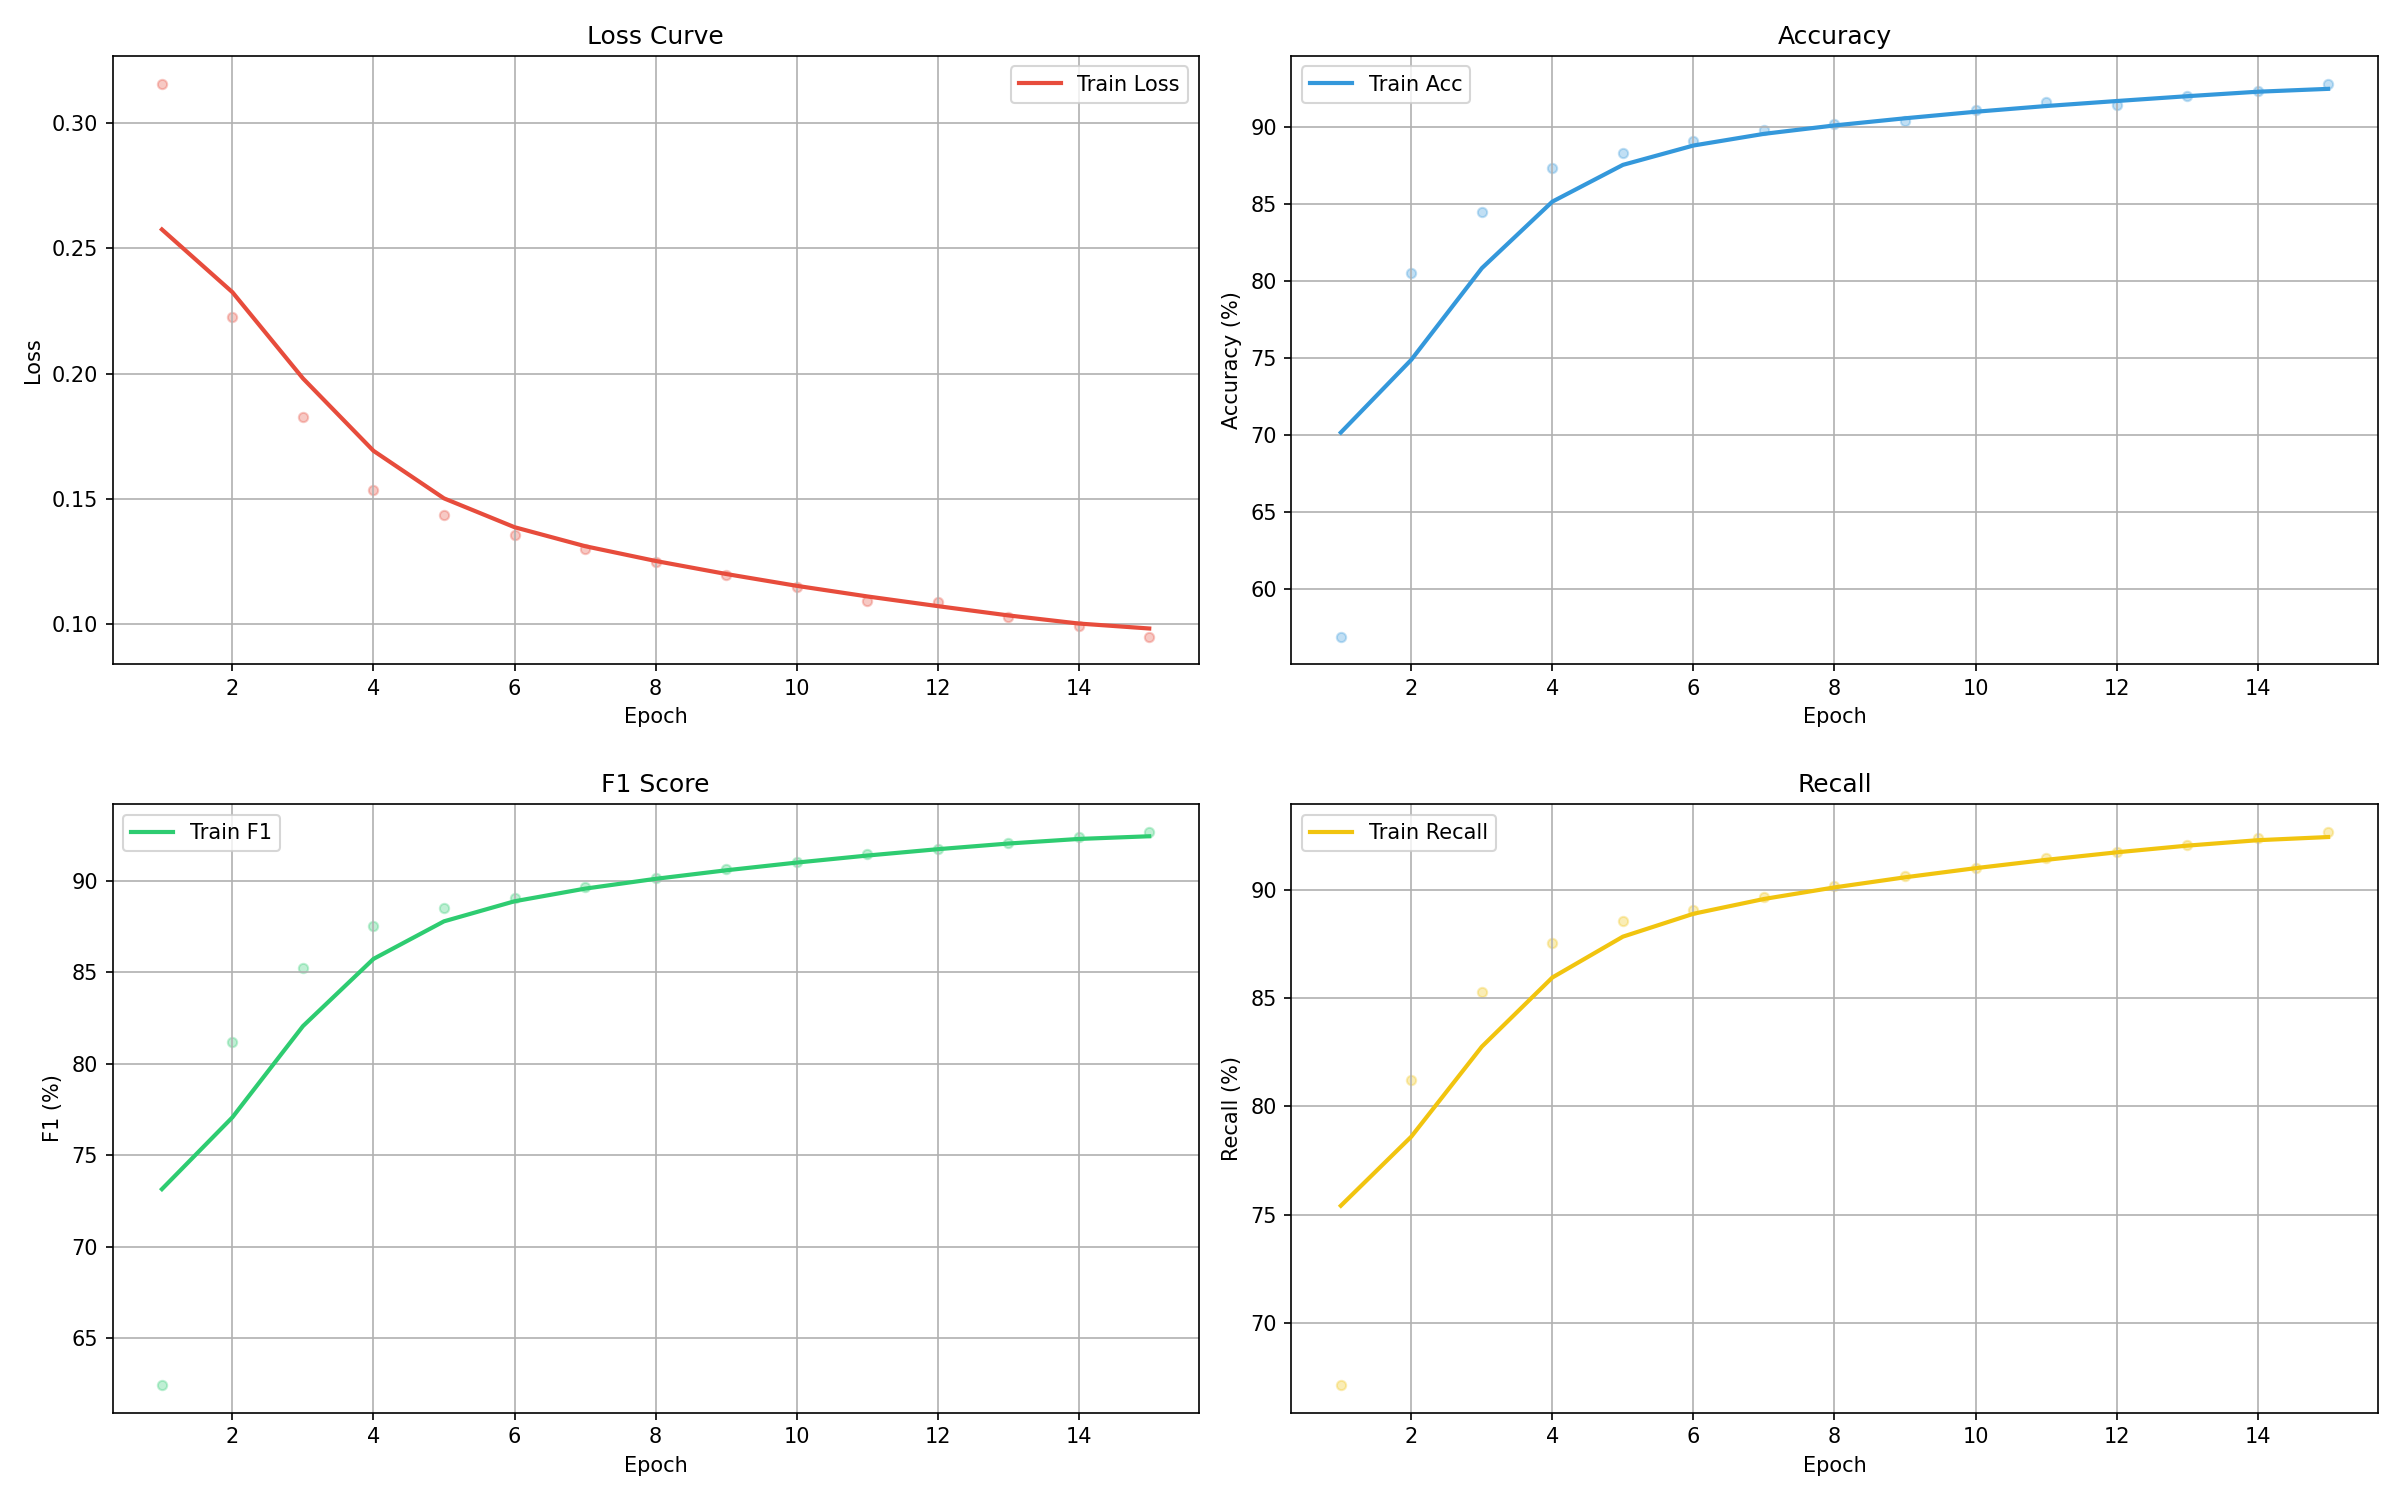 Loss Curve
Train Loss
0.30
0.25
0.20
0.15
0.10
Loss
2 4 6 8 10 12 14
Epoch
Accuracy
Train Acc
90
85
80
75
70
65
60
Accuracy (%)
2 4 6 8 10 12 14
Epoch
F1 Score
Train F1
90
85
80
75
70
65
F1 (%)
2 4 6 8 10 12 14
Epoch
Recall
Train Recall
90
85
80
75
70
Recall (%)
2 4 6 8 10 12 14
Epoch